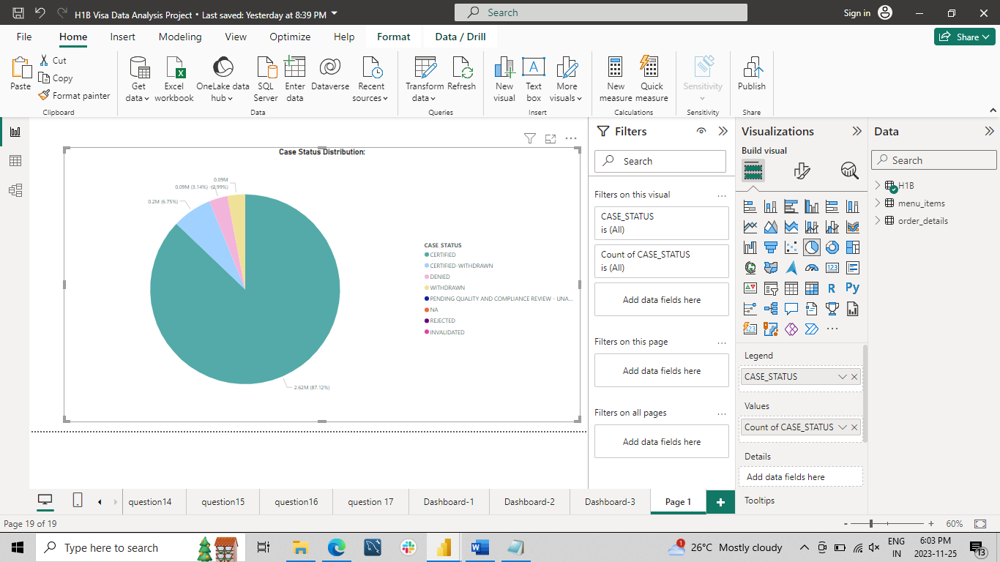 H1B Visa Data Analysis Project • Last saved: Yesterday at 8:39 PM
Search
Sign in
File
Home
Insert
Modeling
View
Optimize
Help
Format
Data / Drill
Share
Paste
Cut
Copy
Format painter
Clipboard
Get data
Excel workbook
OneLake data hub
SQL Server
Enter data
Dataverse
Recent sources
Data
Transform data
Refresh
Queries
New visual
Text box
A
More visuals
Insert
New measure
Quick measure
Calculations
Sensitivity
Sensitivity
Publish
Share
Case Status Distribution:
0.09M
0.09M (3.14%)
(2.99%)
0.2M (6.75%)
2.62M (87.12%)
CASE STATUS
CERTIFIED
CERTIFIED-WITHDRAWN
DENIED
WITHDRAWN
PENDING QUALITY AND COMPLIANCE REVIEW - UNA...
NA
REJECTED
INVALIDATED
Filters
Search
Filters on this visual ...
CASE_STATUS
is (All)
Count of CASE_STATUS
is (All)
Add data fields here
Filters on this page ...
Add data fields here
Filters on all pages ...
Add data fields here
Visualizations
Build visual
123
R
Py
123
...
Legend
CASE_STATUS
Values
Count of CASE_STATUS
Details
Add data fields here
Tooltips
Data
Search
H1B
menu_items
order_details
question14
question15
question16
question 17
Dashboard-1
Dashboard-2
Dashboard-3
Page 1
+
Page 19 of 19
- + 60%
Type here to search
26°C Mostly cloudy
1
ENG
IN
6:03 PM
2023-11-25
13